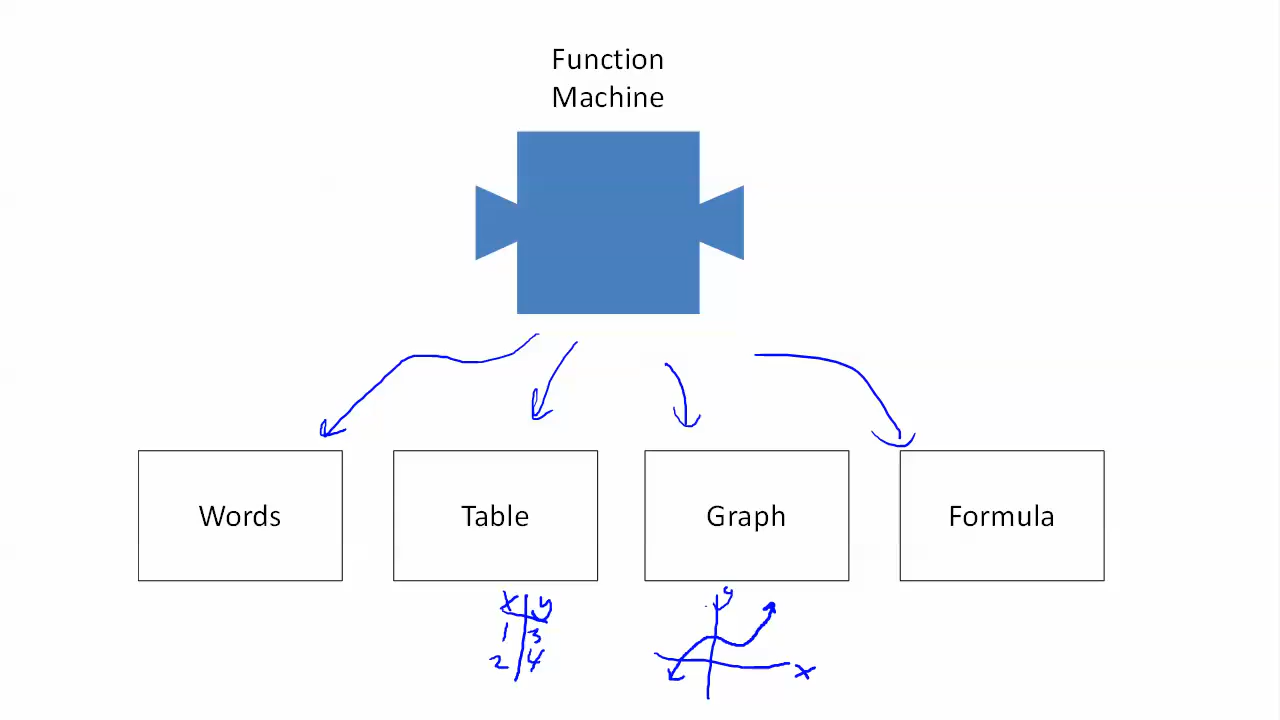 Function
Machine
Words
Table
Graph
Formula
x y
1 3
2 4
y
x